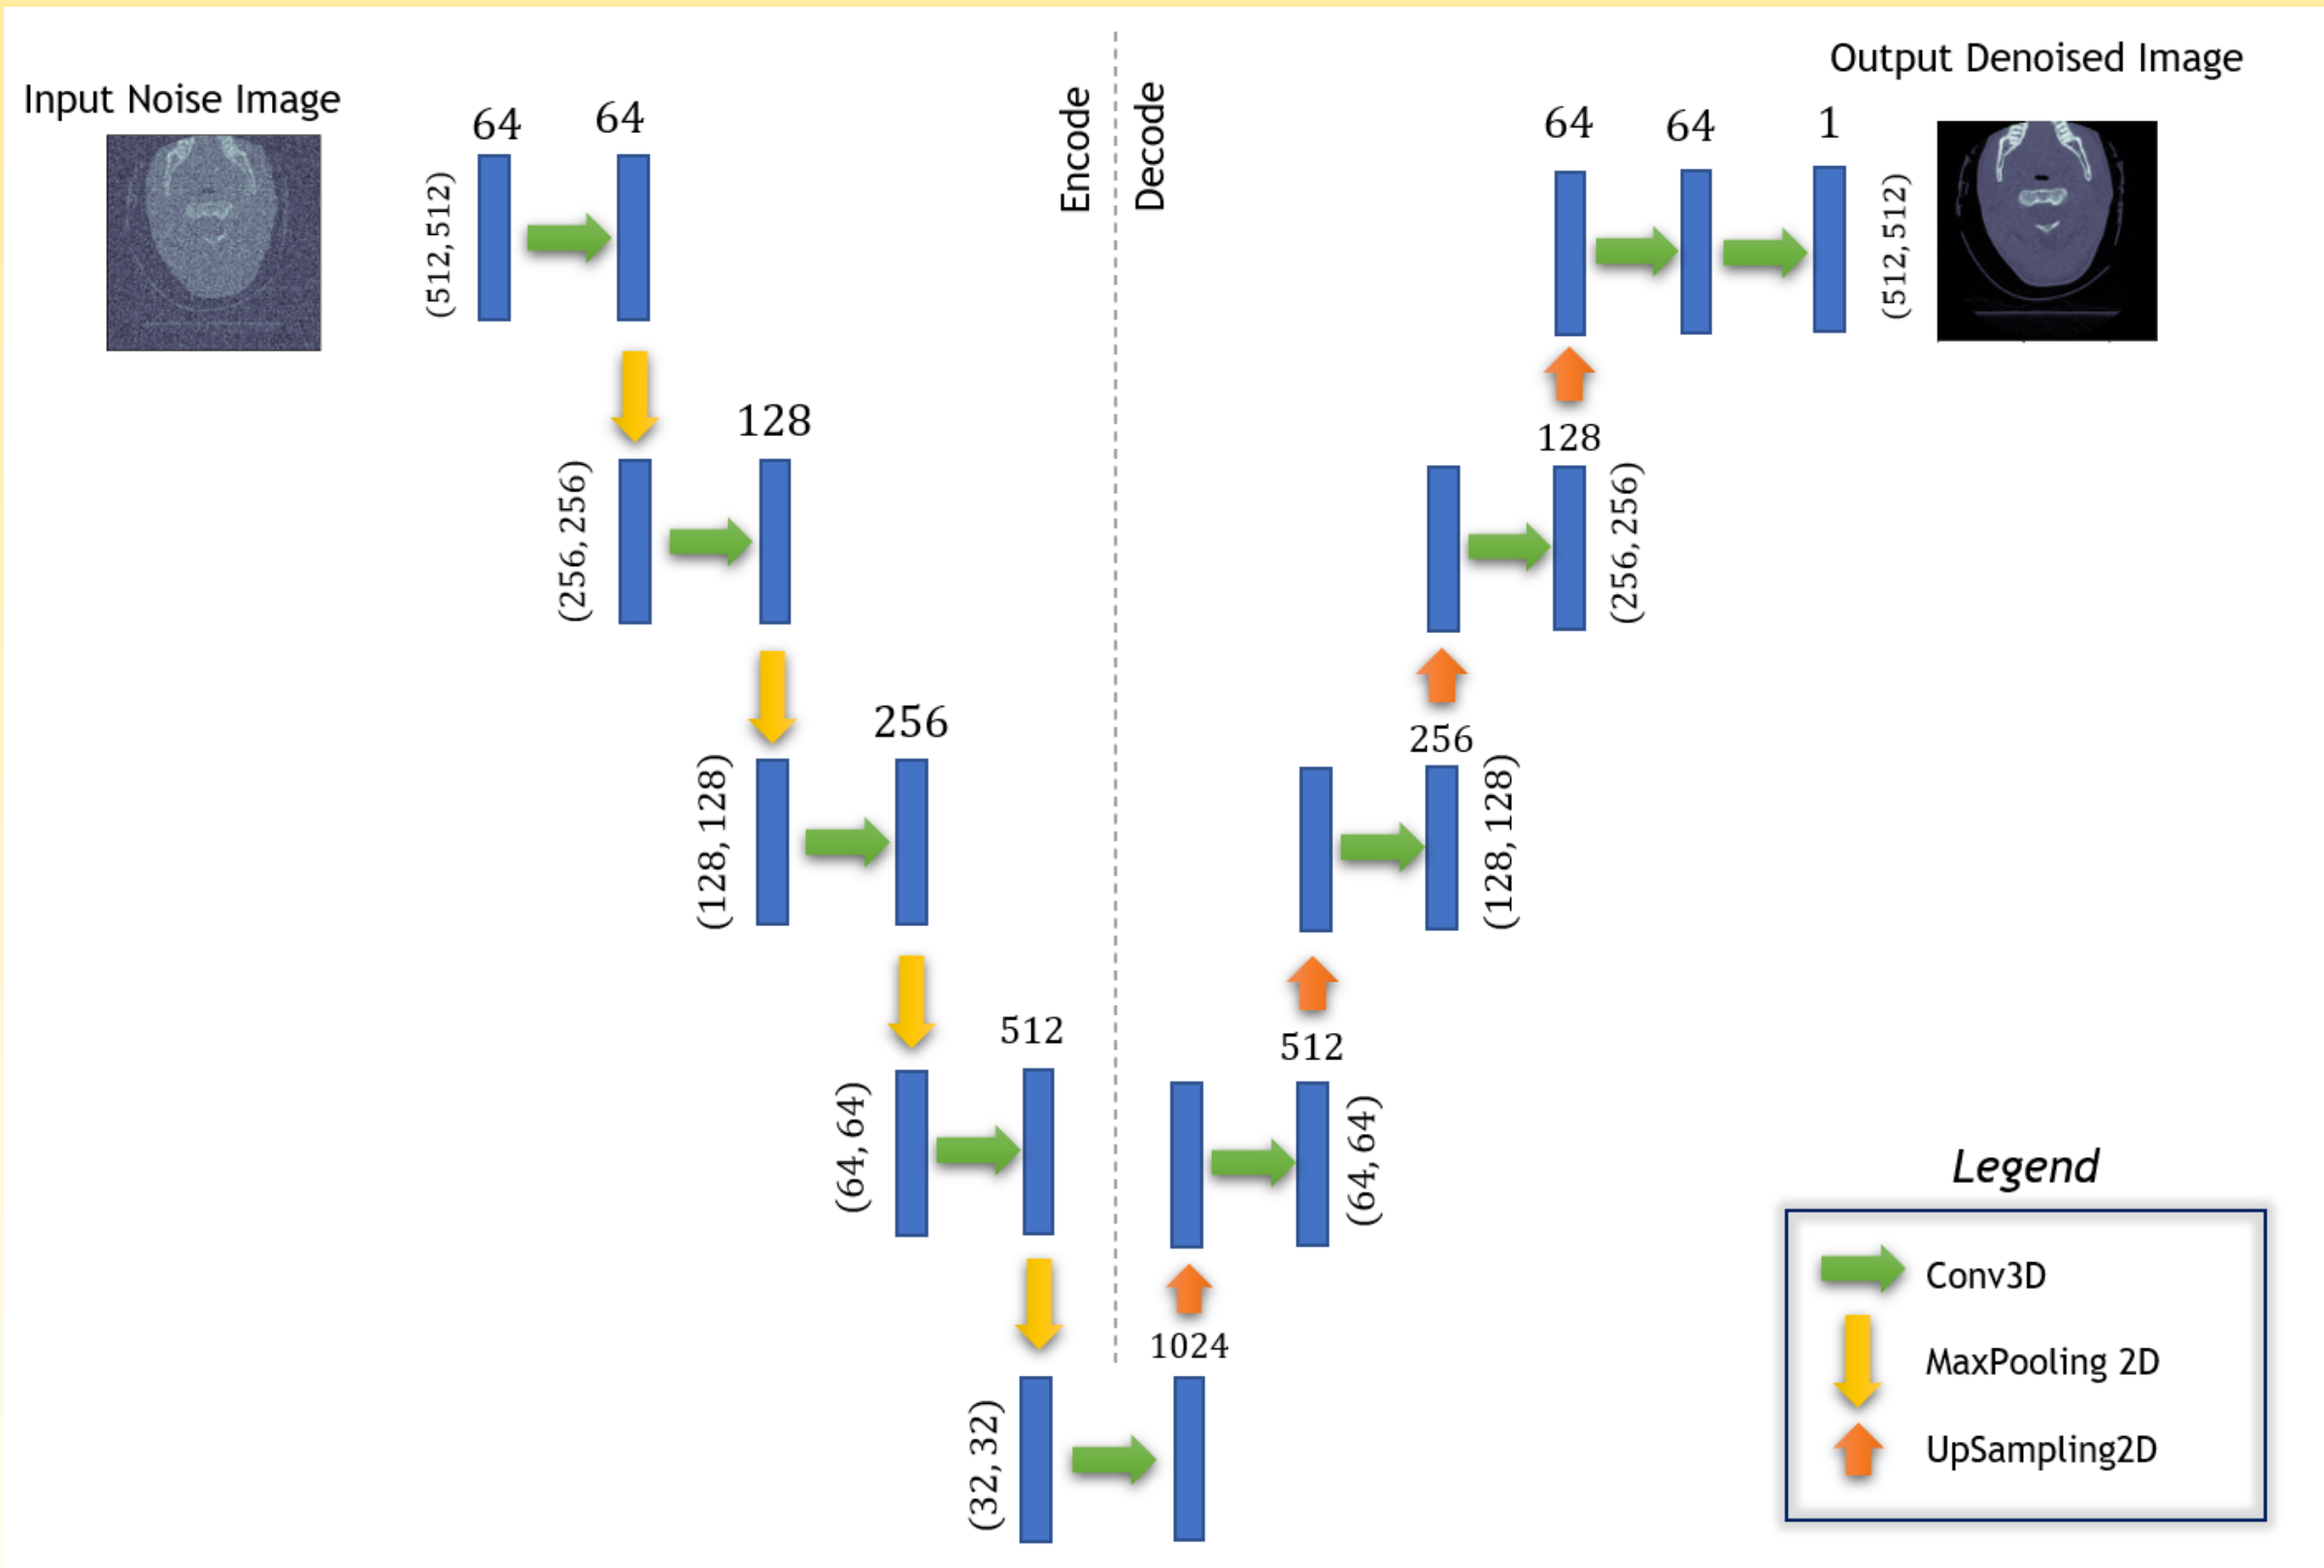 Input Noise Image
64
64
(512, 512)
128
(256, 256)
256
(128, 128)
512
(64, 64)
(32, 32)
Encode
Decode
1024
512
(64, 64)
256
(128, 128)
128
(256, 256)
64
64
1
(512, 512)
Output Denoised Image
Legend
Conv3D
MaxPooling 2D
UpSampling2D